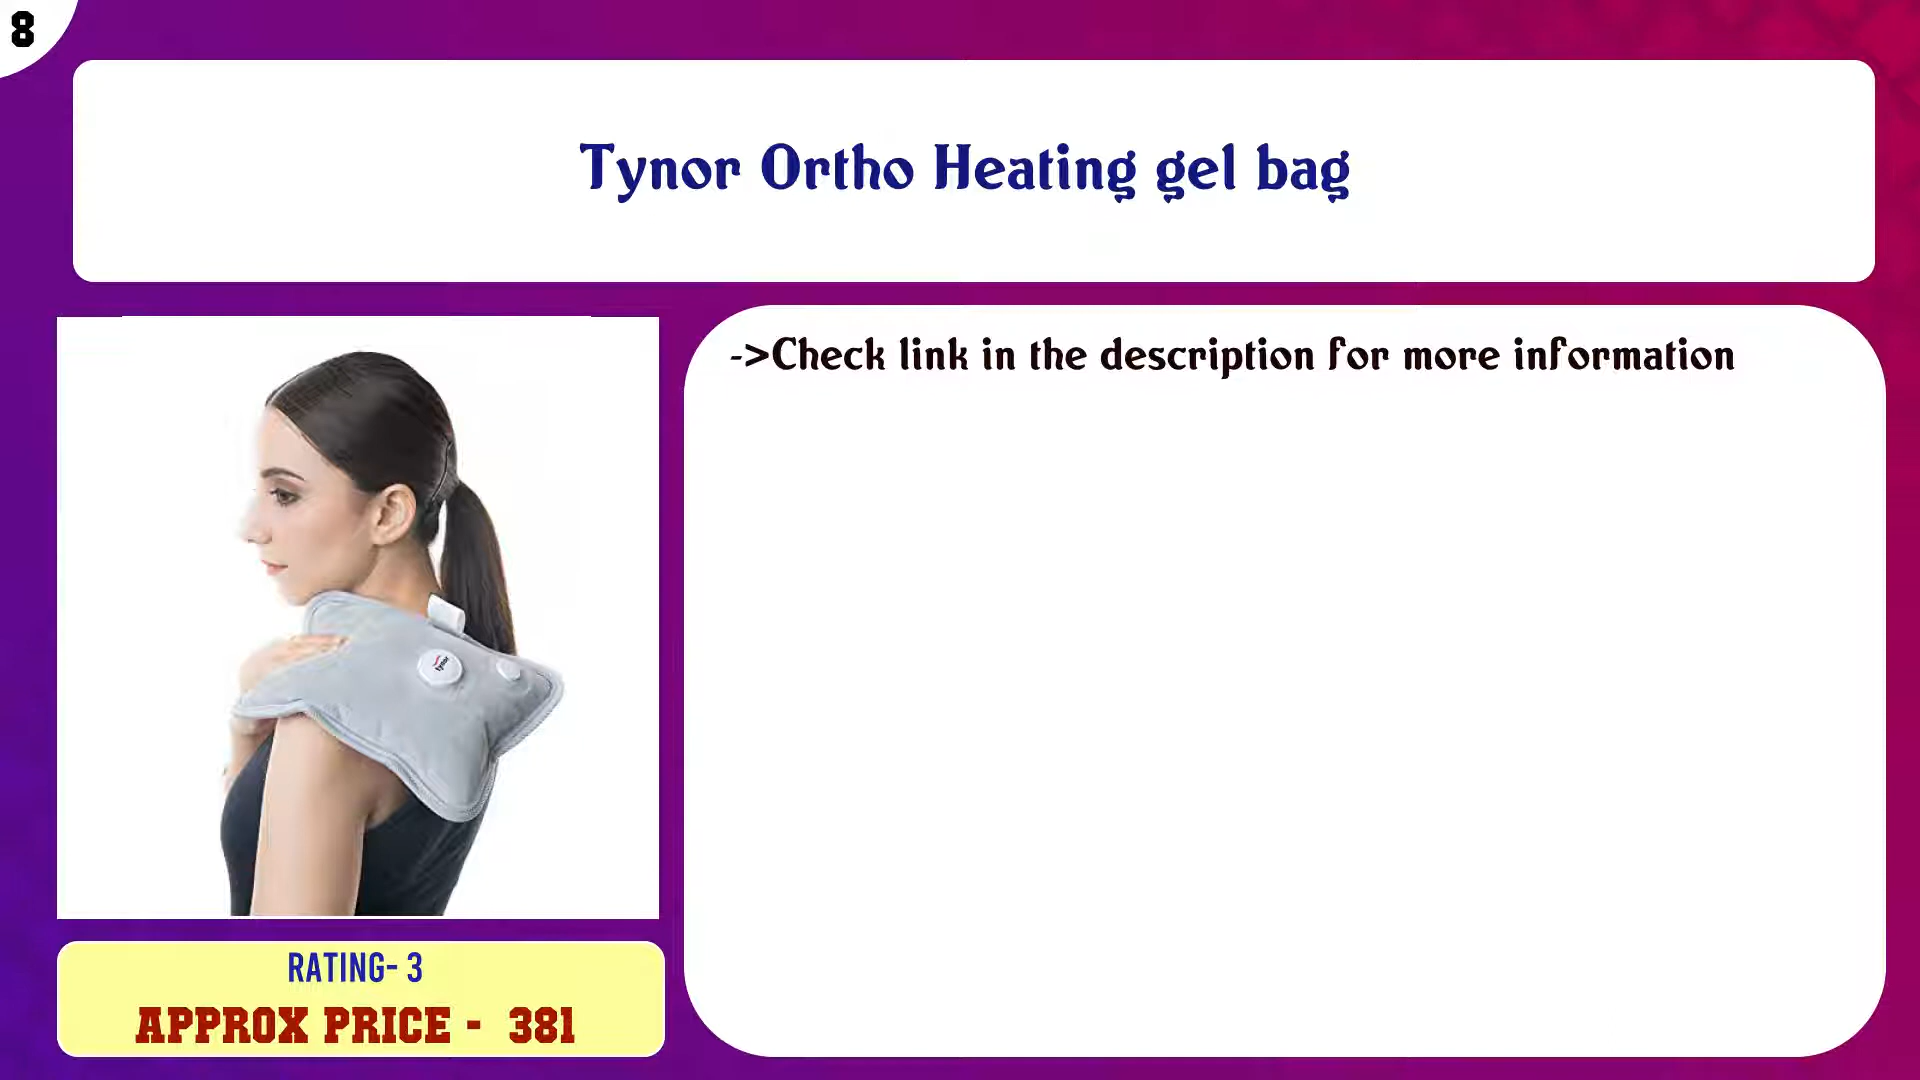 8
Tynor Ortho Heating gel bag
->Check link in the description for more information
tynor
RATING- 3
APPROX PRICE - 381